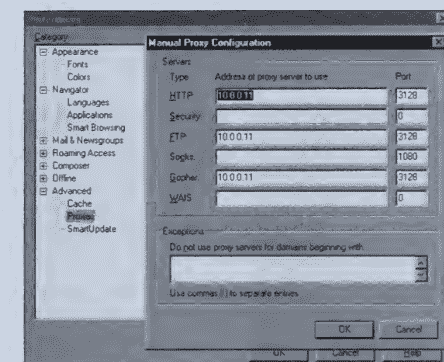 Preferences
Category
Appearance
Fonts
Colors
Navigator
Languages
Applications
Smart Browsing
Mail & Newsgroups
Roaming Access
Composer
Offline
Advanced
Cache
Proxies
SmartUpdate
Manual Proxy Configuration
Servers
Type Address of proxy server to use Port
HTTP 10.0.0.11 3128
Security 0
FTP 10.0.0.11 3128
Socks 1080
Gopher 10.0.0.11 3128
WAIS 0
Exceptions
Do not use proxy servers for domains beginning with
Use commas (,) to separate entries
OK Cancel
OK Cancel Help